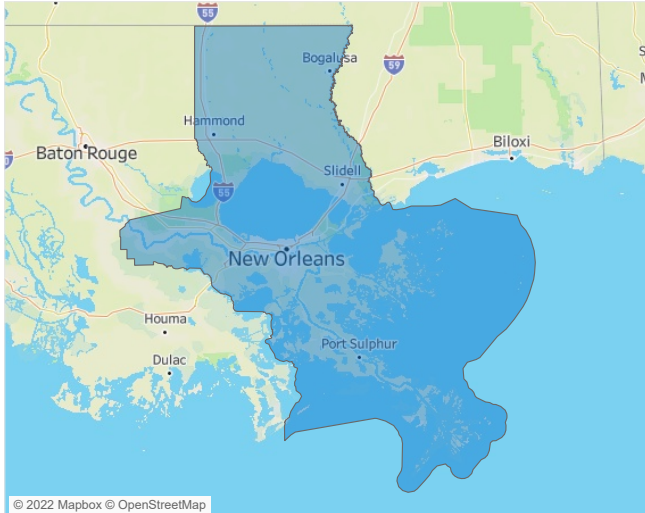 55
Bogalusa
59
S
M
Hammond
Biloxi
Baton Rouge
Slidell
55
New Orleans
Houma
Port Sulphur
Dulac
© 2022 Mapbox © OpenStreetMap